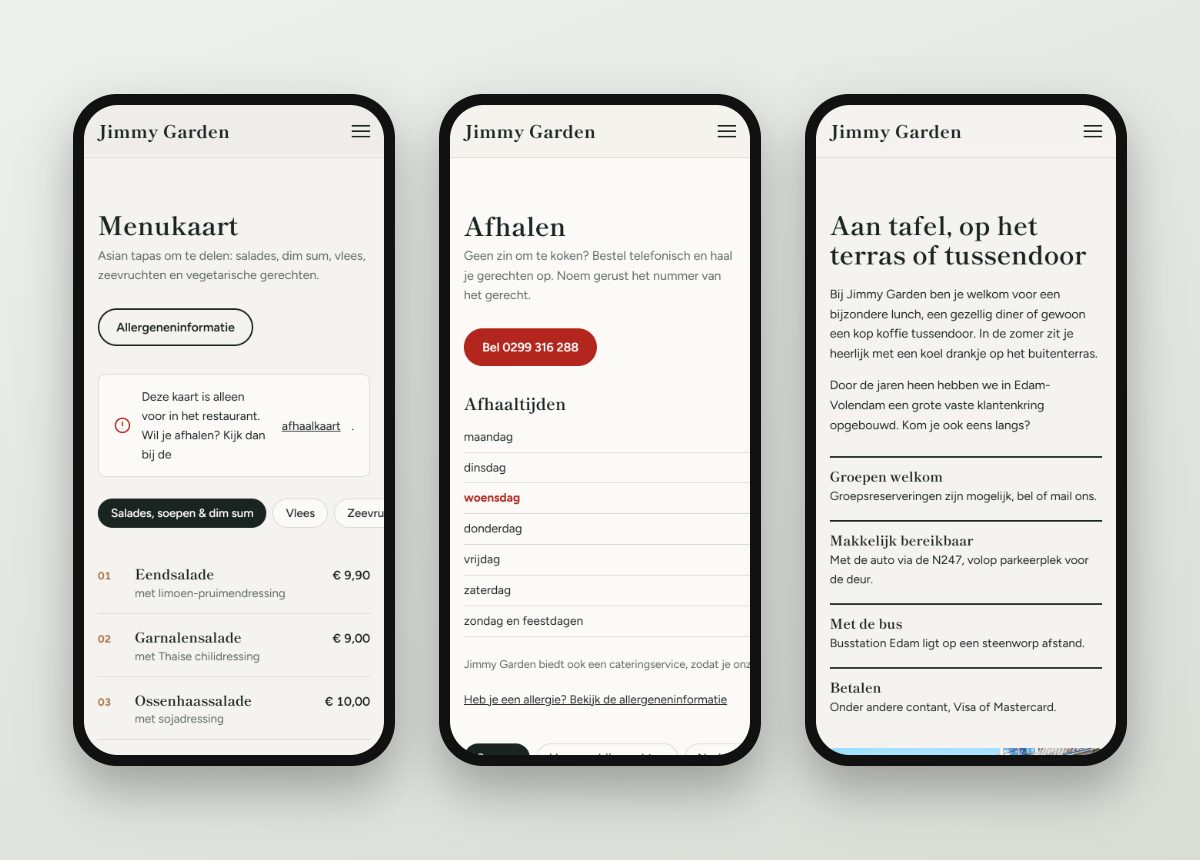 Jimmy Garden
Menukaart
Asian tapas om te delen: salades, dim sum, vlees,
zeevruchten en vegetarische gerechten.
Allergeneninformatie
Deze kaart is alleen
voor in het restaurant.
Wil je afhalen? Kijk dan
bij de
afhaalkaart .
Salades, soepen & dim sum
Vlees
Zeevru
01 Eendsalade € 9,90
met limoen-pruimendressing
02 Garnalensalade € 9,00
met Thaise chilidressing
03 Ossenhaassalade € 10,00
met sojadressing
Jimmy Garden
Afhalen
Geen zin om te koken? Bestel telefonisch en haal
je gerechten op. Noem gerust het nummer van
het gerecht.
Bel 0299 316 288
Afhaaltijden
maandag
dinsdag
woensdag
donderdag
vrijdag
zaterdag
zondag en feestdagen
Jimmy Garden biedt ook een cateringservice, zodat je onz
Heb je een allergie? Bekijk de allergeneninformatie
Jimmy Garden
Aan tafel, op het
terras of tussendoor
Bij Jimmy Garden ben je welkom voor een
bijzondere lunch, een gezellig diner of gewoon
een kop koffie tussendoor. In de zomer zit je
heerlijk met een koel drankje op het buitenterras.
Door de jaren heen hebben we in Edam-
Volendam een grote vaste klantenkring
opgebouwd. Kom je ook eens langs?
Groepen welkom
Groepsreserveringen zijn mogelijk, bel of mail ons.
Makkelijk bereikbaar
Met de auto via de N247, volop parkeerplek voor
de deur.
Met de bus
Busstation Edam ligt op een steenworp afstand.
Betalen
Onder andere contant, Visa of Mastercard.